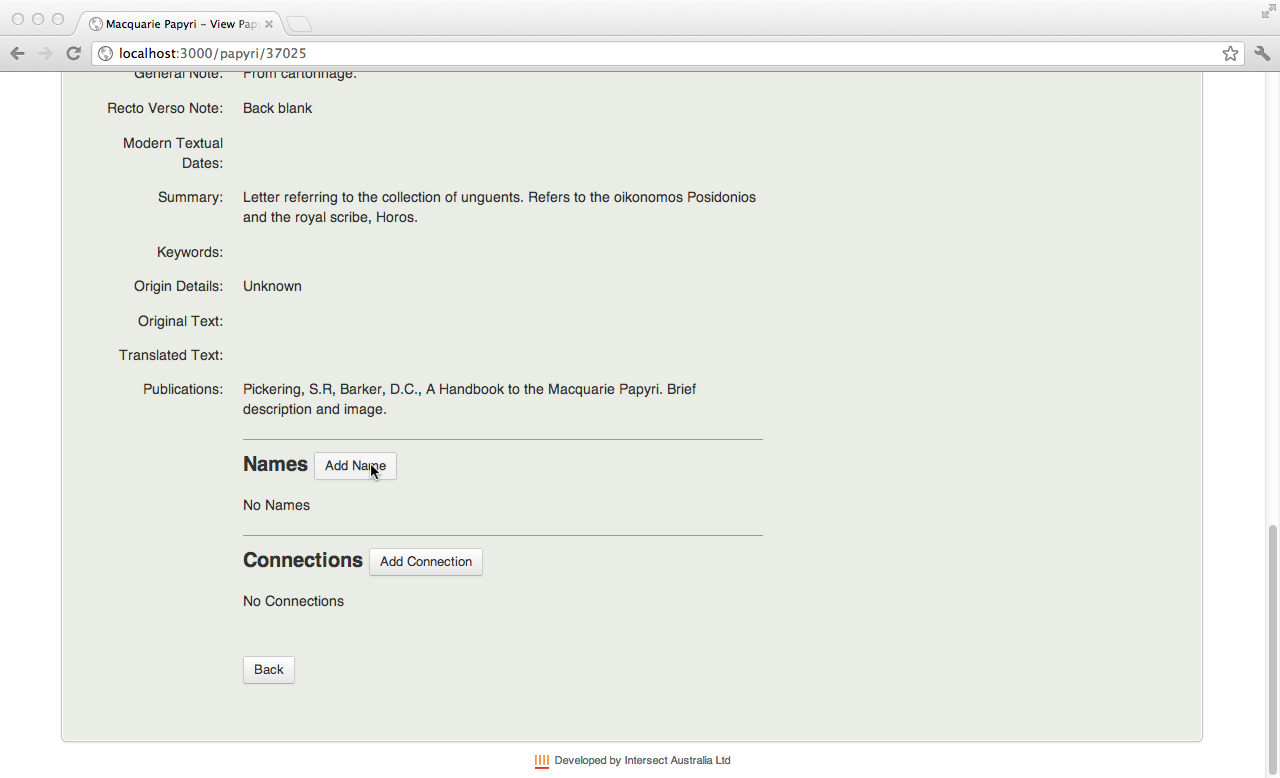 Macquarie Papyri – View Pap
localhost:3000/papyri/37025
General Note: From cartonnage.
Recto Verso Note: Back blank
Modern Textual
Dates:
Summary: Letter referring to the collection of unguents. Refers to the oikonomos Posidonios
and the royal scribe, Horos.
Keywords:
Origin Details: Unknown
Original Text:
Translated Text:
Publications: Pickering, S.R, Barker, D.C., A Handbook to the Macquarie Papyri. Brief
description and image.
Names Add Name
No Names
Connections Add Connection
No Connections
Back
Developed by Intersect Australia Ltd